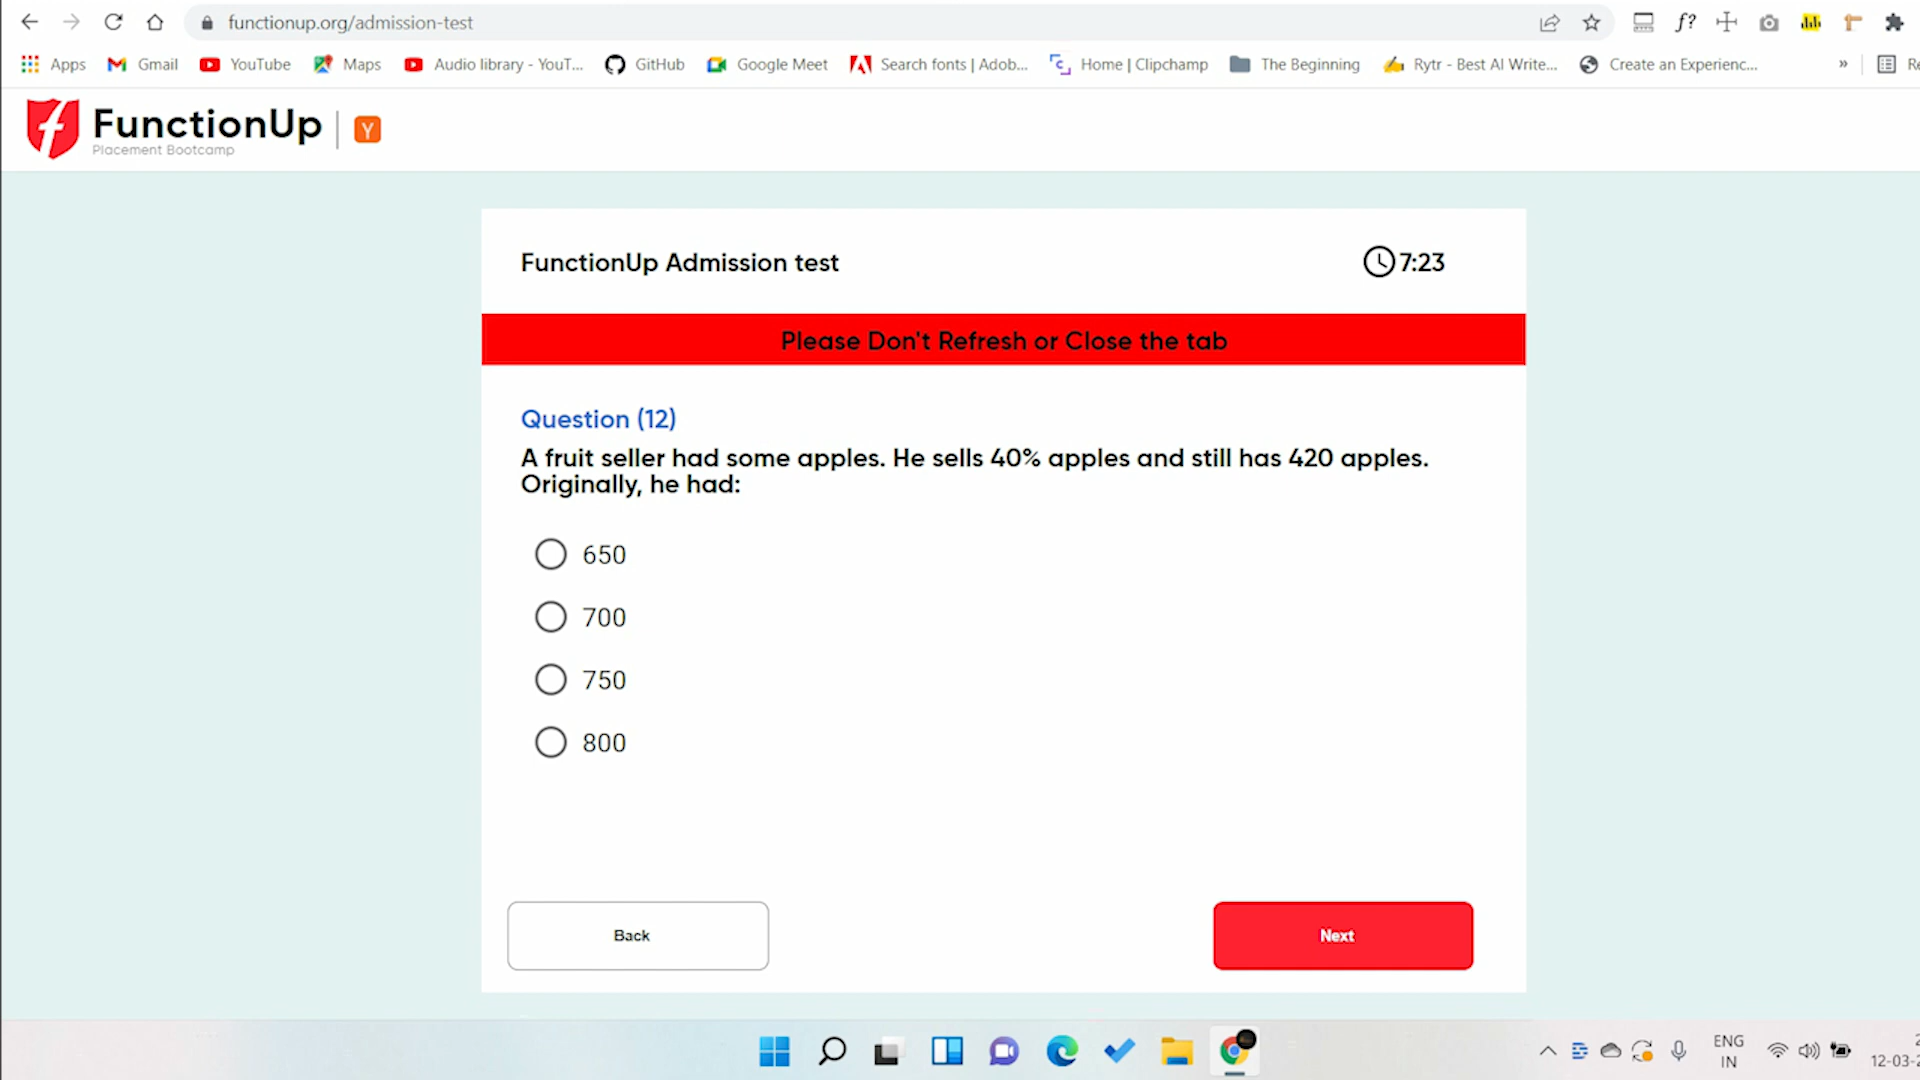 functionup.org/admission-test
f?
Apps
Gmail
YouTube
Maps
Audio library - YouT...
GitHub
Google Meet
Search fonts | Adob...
Home | Clipchamp
The Beginning
Rytr - Best AI Write...
Create an Experienc...
»
FunctionUp
Placement Bootcamp
Y
FunctionUp Admission test
7:23
Please Don't Refresh or Close the tab
Question (12)
A fruit seller had some apples. He sells 40% apples and still has 420 apples.
Originally, he had:
650
700
750
800
Back
Next
ENG
IN
12-03-